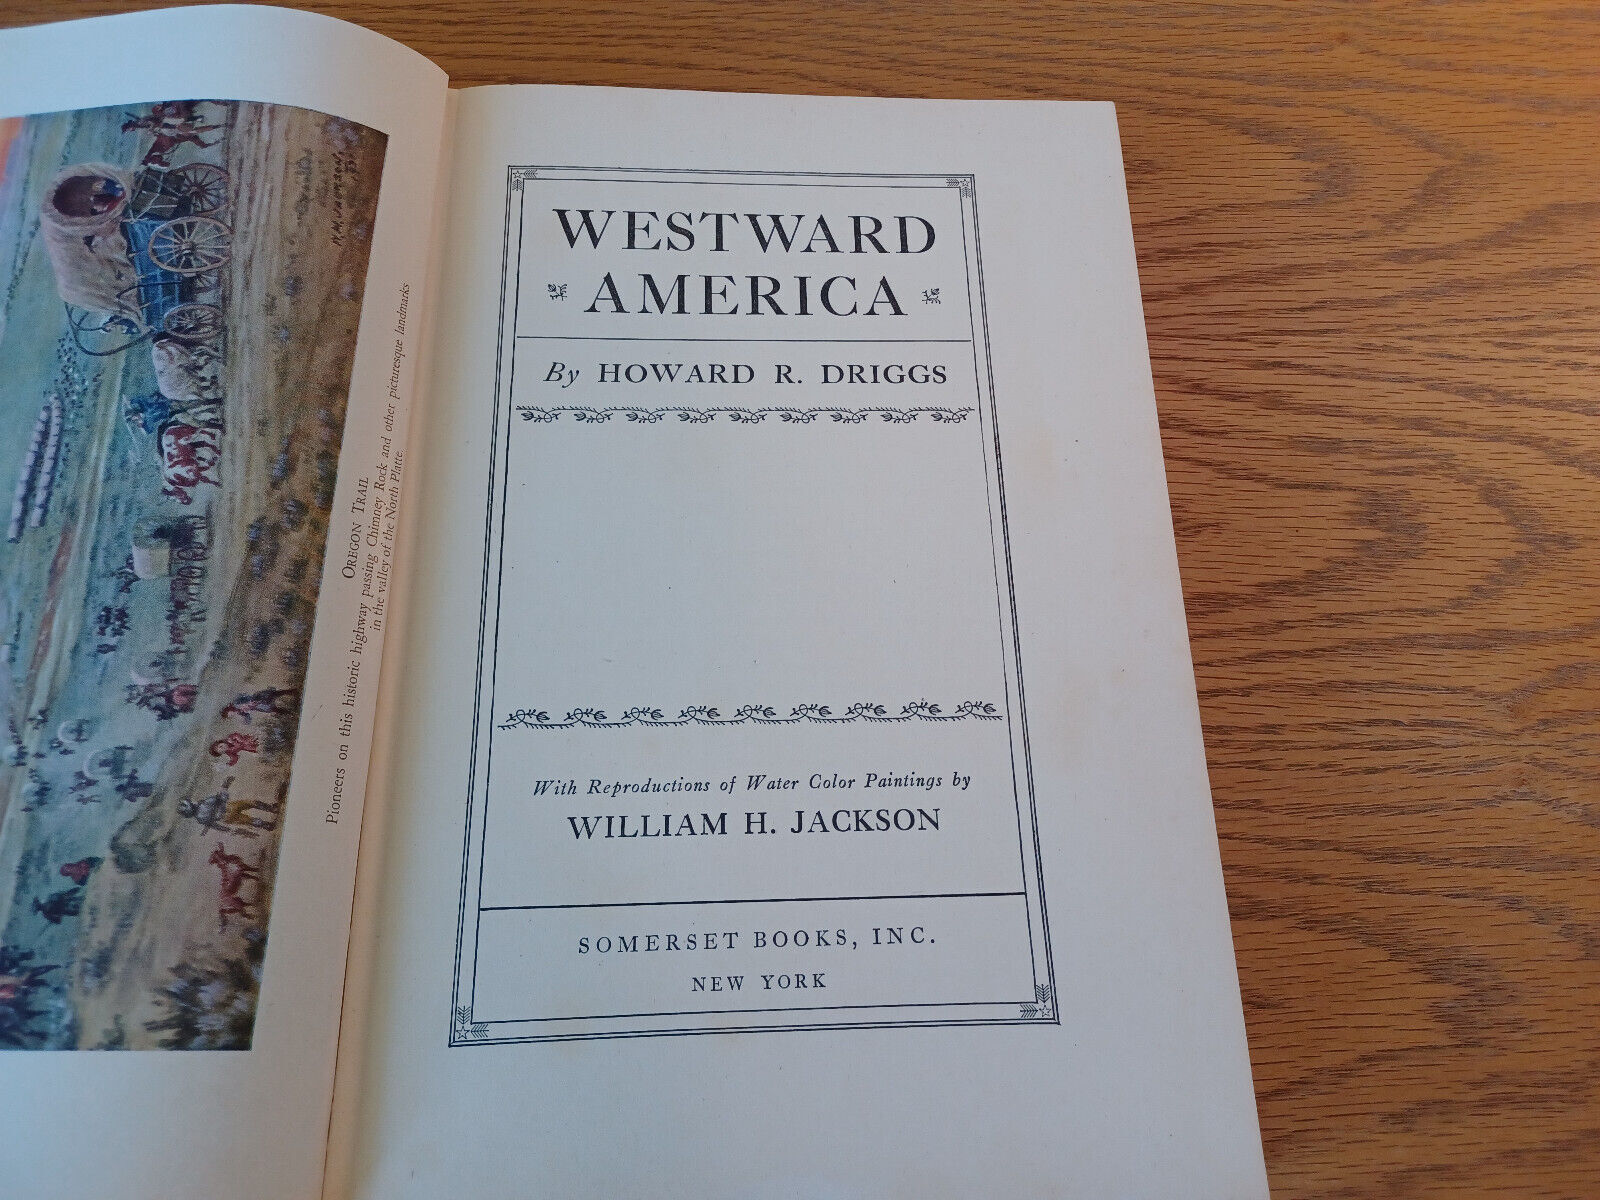 W.H. JACKSON
OREGON TRAIL
Pioneers on this historic highway passing Chimney Rock and other picturesque landmarks
in the valley of the North Platte.
WESTWARD
AMERICA
By HOWARD R. DRIGGS
With Reproductions of Water Color Paintings by
WILLIAM H. JACKSON
SOMERSET BOOKS, INC.
NEW YORK